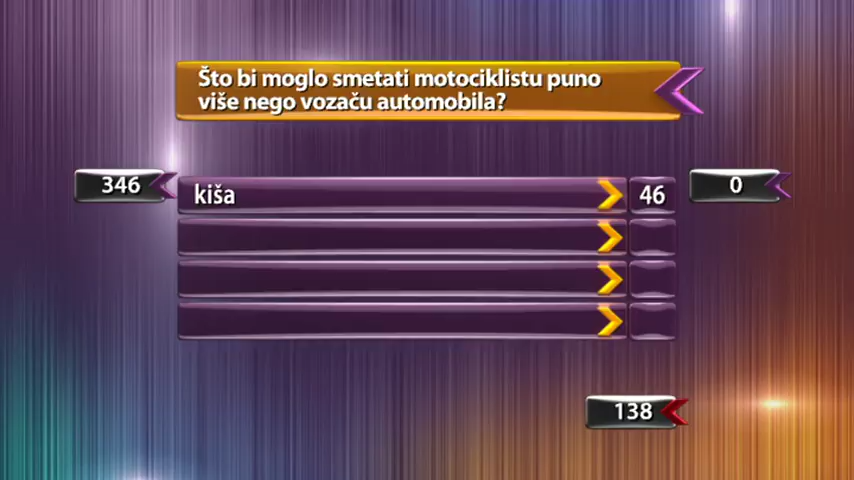 Što bi moglo smetati motociklistu puno
više nego vozaču automobila?
346
kiša 46
0
138